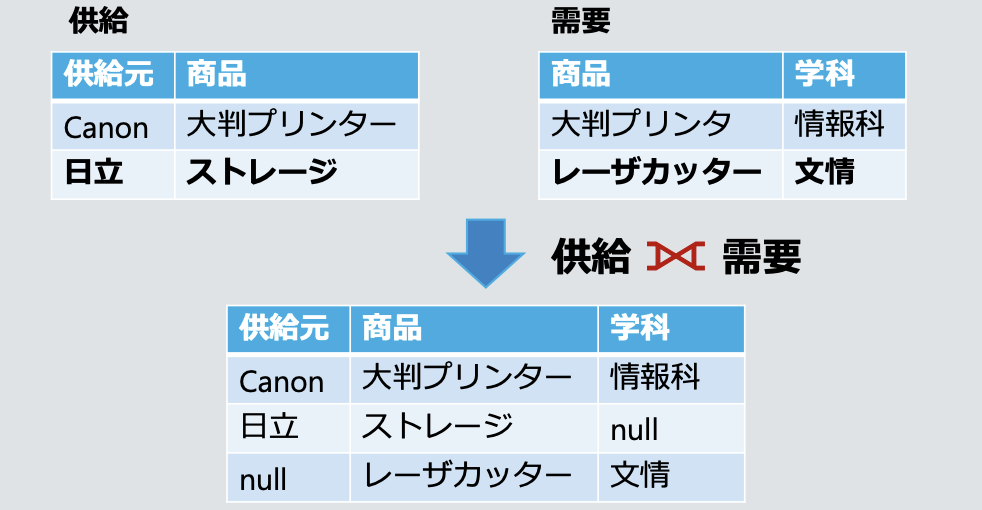 供給
供給元 商品
Canon 大判プリンター
日立 ストレージ
需要
商品 学科
大判プリンタ 情報科
レーザカッター 文情
供給 ⟗ 需要
供給元 商品 学科
Canon 大判プリンター 情報科
日立 ストレージ null
null レーザカッター 文情